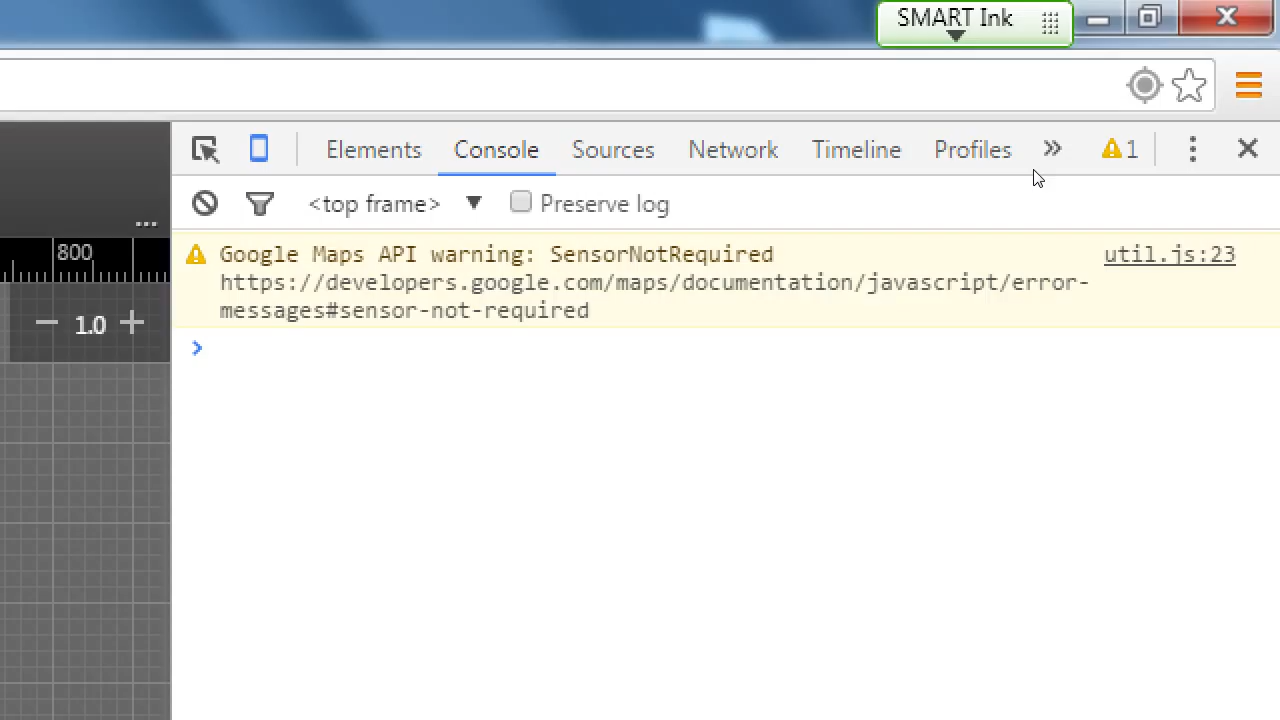 SMART Ink
Elements Console Sources Network Timeline Profiles » 1
<top frame> ▼ Preserve log
800
Google Maps API warning: SensorNotRequired util.js:23
https://developers.google.com/maps/documentation/javascript/error-
messages#sensor-not-required
− 1.0 +
>